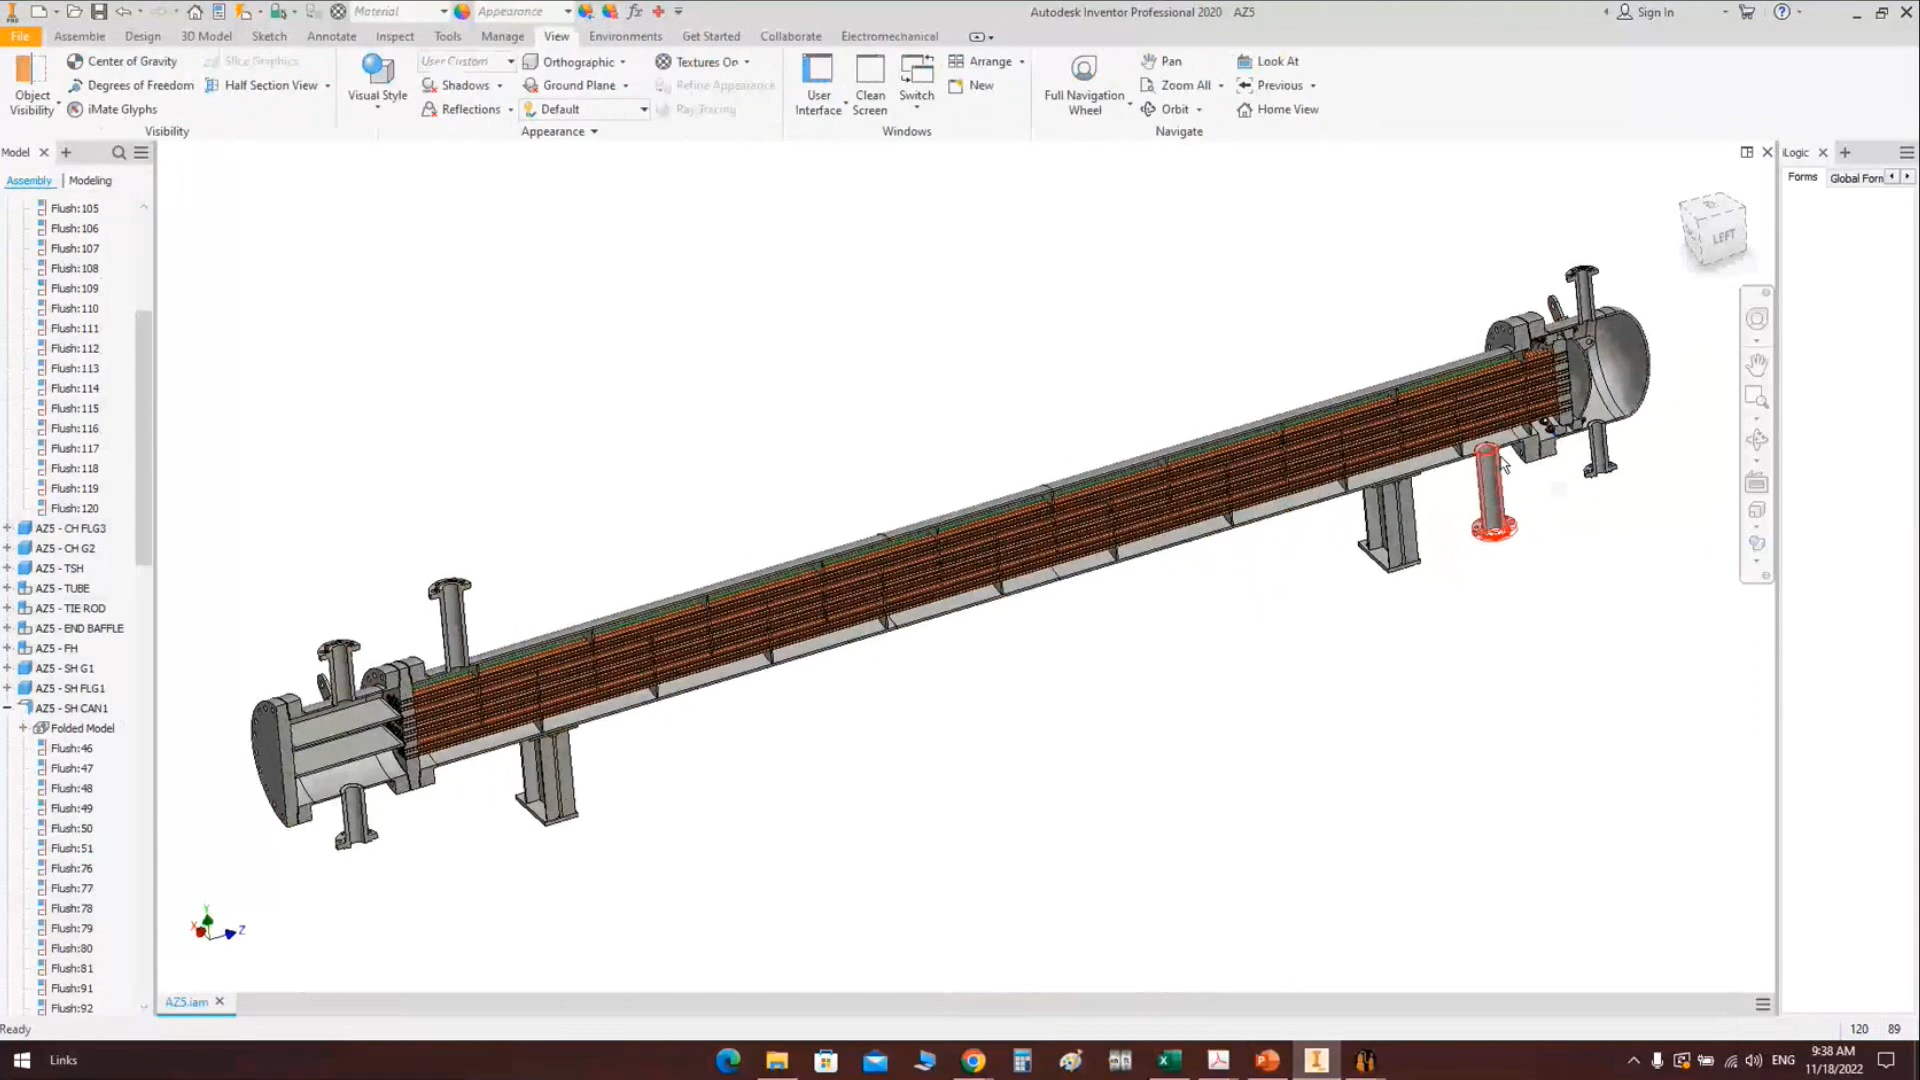 Material
Appearance
Autodesk Inventor Professional 2020 AZ5
Sign In
File Assemble Design 3D Model Sketch Annotate Inspect Tools Manage View Environments Get Started Collaborate Electromechanical
Object Visibility
Center of Gravity
Degrees of Freedom
iMate Glyphs
Slice Graphics
Half Section View
Visibility
Visual Style
User Custom
Shadows
Reflections
Orthographic
Ground Plane
Default
Textures On
Refine Appearance
Ray Tracing
Appearance
User Interface
Clean Screen
Switch
Arrange
New
Windows
Full Navigation Wheel
Pan
Zoom All
Orbit
Look At
Previous
Home View
Navigate
Model
Assembly Modeling
Flush:105
Flush:106
Flush:107
Flush:108
Flush:109
Flush:110
Flush:111
Flush:112
Flush:113
Flush:114
Flush:115
Flush:116
Flush:117
Flush:118
Flush:119
Flush:120
AZ5 - CH FLG3
AZ5 - CH G2
AZ5 - TSH
AZ5 - TUBE
AZ5 - TIE ROD
AZ5 - END BAFFLE
AZ5 - FH
AZ5 - SH G1
AZ5 - SH FLG1
AZ5 - SH CAN1
Folded Model
Flush:46
Flush:47
Flush:48
Flush:49
Flush:50
Flush:51
Flush:76
Flush:77
Flush:78
Flush:79
Flush:80
Flush:81
Flush:91
Flush:92
LEFT
Y
X
Z
iLogic
Forms Global Forn
AZ5.iam
Ready
120 89
Links
ENG
9:38 AM
11/18/2022